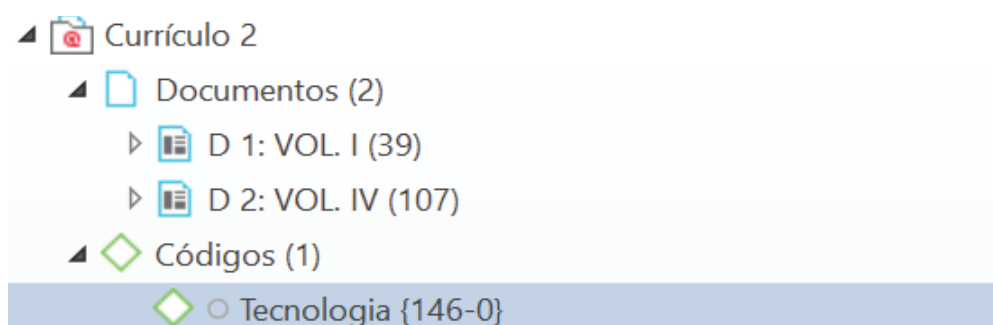 Currículo 2
Documentos (2)
D 1: VOL. I (39)
D 2: VOL. IV (107)
Códigos (1)
Tecnologia {146-0}